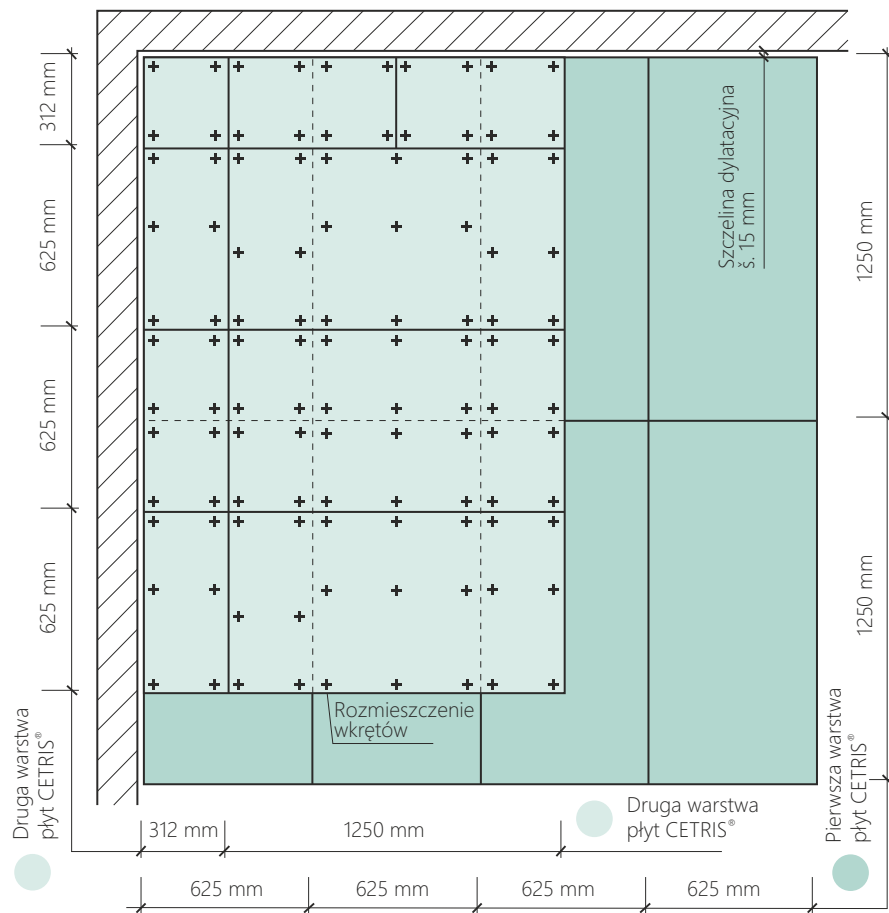 312 mm
625 mm
625 mm
625 mm
Szczelina dylatacyjna
š. 15 mm
1250 mm
1250 mm
Rozmieszczenie
wkrętów
Druga warstwa
płyt CETRIS®
312 mm
1250 mm
Druga warstwa
płyt CETRIS®
Pierwsza warstwa
płyt CETRIS®
625 mm
625 mm
625 mm
625 mm